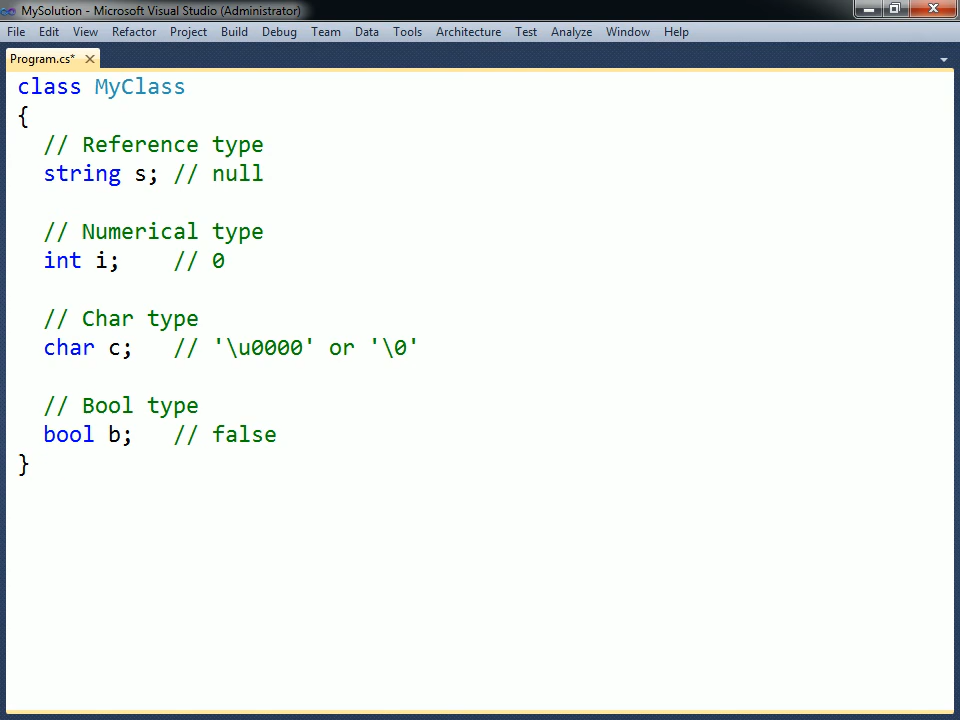 MySolution - Microsoft Visual Studio (Administrator)
File Edit View Refactor Project Build Debug Team Data Tools Architecture Test Analyze Window Help
Program.cs*
class MyClass
{
// Reference type
string s; // null
// Numerical type
int i; // 0
// Char type
char c; // '\u0000' or '\0'
// Bool type
bool b; // false
}